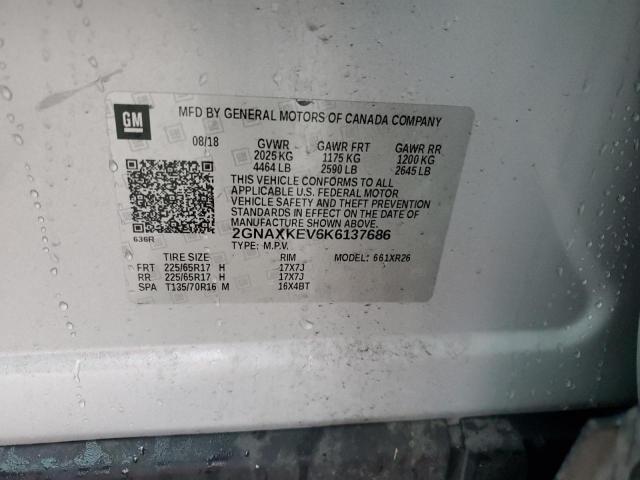 GM
MFD BY GENERAL MOTORS OF CANADA COMPANY
08/18 GVWR GAWR FRT GAWR RR
2025 KG 1175 KG 1200 KG
4464 LB 2590 LB 2645 LB
THIS VEHICLE CONFORMS TO ALL
APPLICABLE U.S. FEDERAL MOTOR
VEHICLE SAFETY AND THEFT PREVENTION
STANDARDS IN EFFECT ON THE DATE OF
MANUFACTURE SHOWN ABOVE.
636R 2GNAXKEV6K6137686
TYPE: M.P.V.
TIRE SIZE RIM MODEL: 661XR26
FRT 225/65R17 H 17X7J
RR 225/65R17 H 17X7J
SPA T135/70R16 M 16X4BT